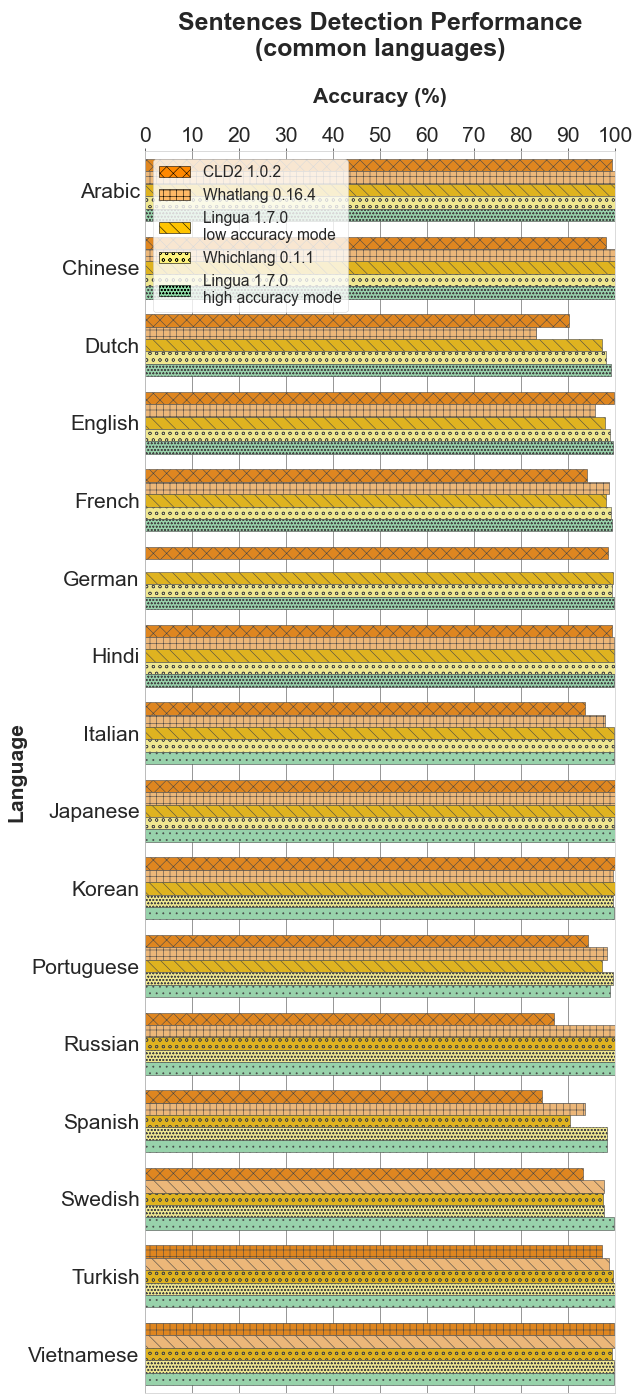 Sentences Detection Performance
(common languages)
Accuracy (%)
0 10 20 30 40 50 60 70 80 90 100
CLD2 1.0.2
Whatlang 0.16.4
Lingua 1.7.0
low accuracy mode
Whichlang 0.1.1
Lingua 1.7.0
high accuracy mode
Language
Arabic
Chinese
Dutch
English
French
German
Hindi
Italian
Japanese
Korean
Portuguese
Russian
Spanish
Swedish
Turkish
Vietnamese